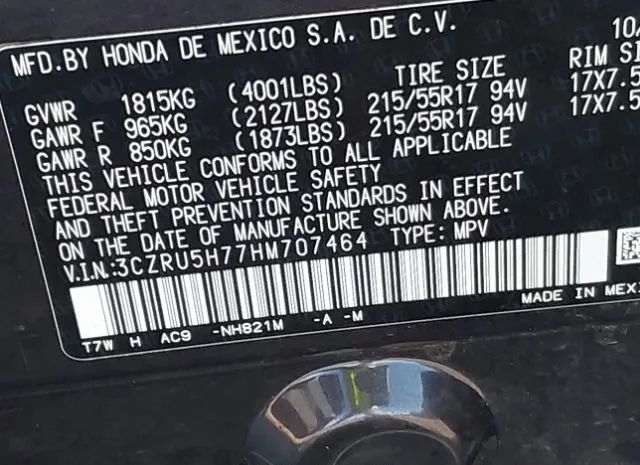 MFD.BY HONDA DE MEXICO S.A. DE C.V. 10/
GVWR 1815KG (4001LBS) TIRE SIZE RIM SI
GAWR F 965KG (2127LBS) 215/55R17 94V 17X7.5
GAWR R 850KG (1873LBS) 215/55R17 94V 17X7.5
THIS VEHICLE CONFORMS TO ALL APPLICABLE
FEDERAL MOTOR VEHICLE SAFETY
AND THEFT PREVENTION STANDARDS IN EFFECT
ON THE DATE OF MANUFACTURE SHOWN ABOVE.
V.I.N.:3CZRU5H77HM707464 TYPE: MPV
MADE IN MEXI
T7W H AC9 -NH821M -A -M